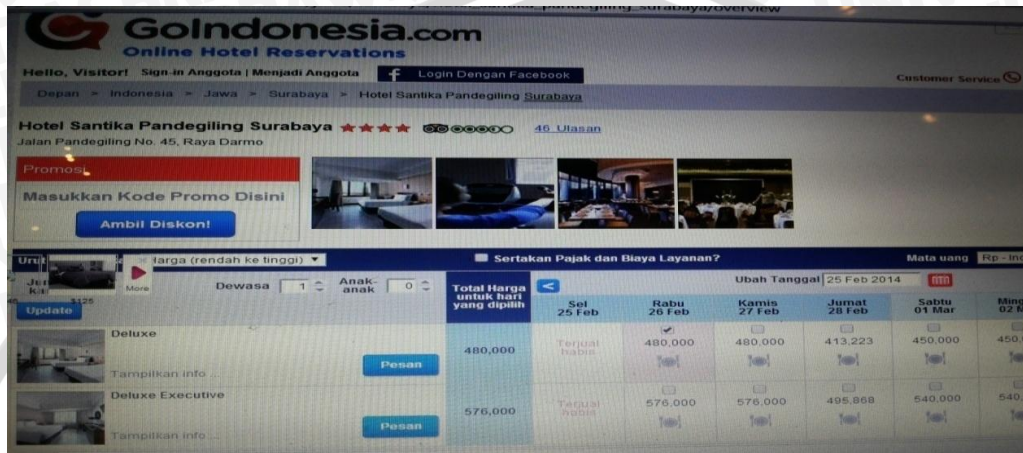 GoIndonesia.com
Online Hotel Reservations
Hello, Visitor! Sign-in Anggota | Menjadi Anggota f Login Dengan Facebook Customer Service
Depan > Indonesia > Jawa > Surabaya > Hotel Santika Pandegiling Surabaya
Hotel Santika Pandegiling Surabaya 46 Ulasan
Jalan Pandegiling No. 45, Raya Darmo
Promosi
Masukkan Kode Promo Disini
Ambil Diskon!
Harga (rendah ke tinggi) Sertakan Pajak dan Biaya Layanan? Mata uang Rp - Ind
More Dewasa 1 Anak-anak 0 Total Harga untuk hari yang dipilih < Ubah Tanggal 25 Feb 2014
$125
Update Sel 25 Feb Rabu 26 Feb Kamis 27 Feb Jumat 28 Feb Sabtu 01 Mar
Deluxe 480,000 Terjual habis 480,000 480,000 413,223 450,000 450,
Pesan
Tampilkan info ...
Deluxe Executive 576,000 Terjual habis 576,000 576,000 495,868 540,000 540,
Pesan
Tampilkan info ...